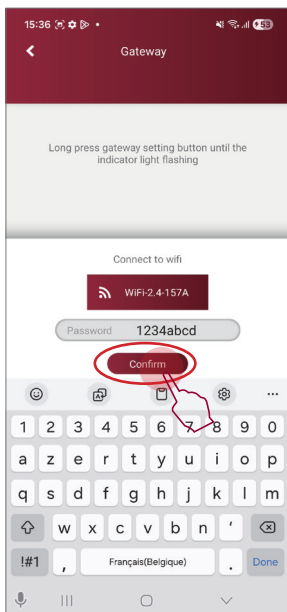 15:36 53
Gateway
Long press gateway setting button until the
indicator light flashing
Connect to wifi
WiFi-2.4-157A
Password 1234abcd
Confirm
1 2 3 4 5 6 7 8 9 0
a z e r t y u i o p
q s d f g h j k l m
w x c v b n '
!#1 , Français(Belgique) . Done